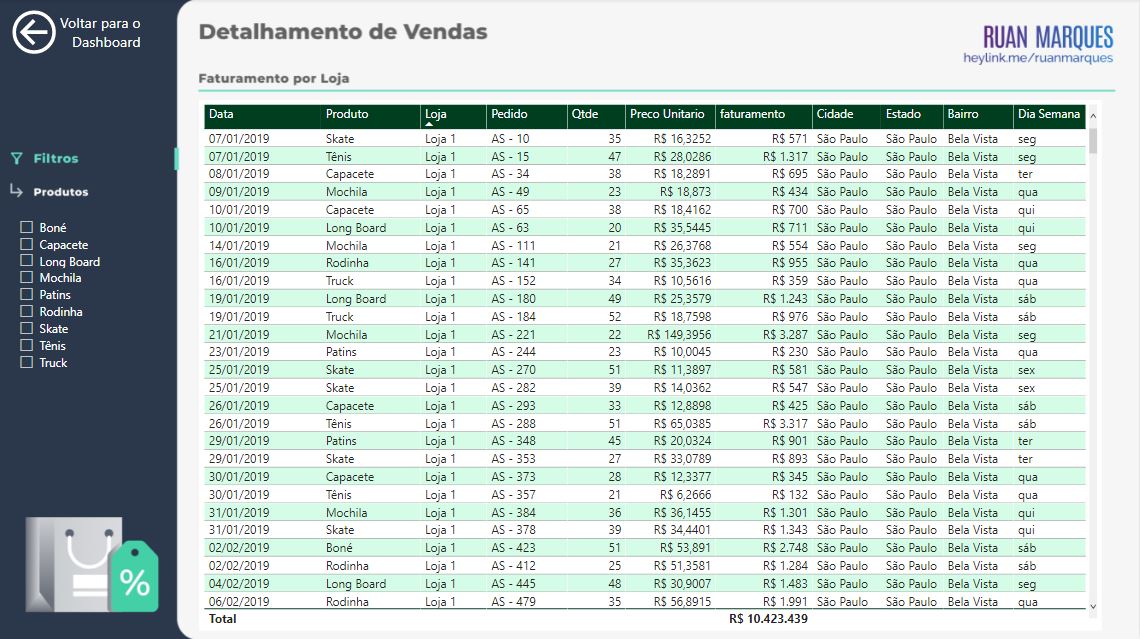 Voltar para o
Dashboard
Detalhamento de Vendas
RUAN MARQUES
heylink.me/ruanmarques
Faturamento por Loja
Filtros
Produtos
Boné
Capacete
Long Board
Mochila
Patins
Rodinha
Skate
Tênis
Truck
%
Data Produto Loja Pedido Qtde Preco Unitario faturamento Cidade Estado Bairro Dia Semana
07/01/2019 Skate Loja 1 AS - 10 35 R$ 16,3252 R$ 571 São Paulo São Paulo Bela Vista seg
07/01/2019 Tênis Loja 1 AS - 15 47 R$ 28,0286 R$ 1.317 São Paulo São Paulo Bela Vista seg
08/01/2019 Capacete Loja 1 AS - 34 38 R$ 18,2891 R$ 695 São Paulo São Paulo Bela Vista ter
09/01/2019 Mochila Loja 1 AS - 49 23 R$ 18,873 R$ 434 São Paulo São Paulo Bela Vista qua
10/01/2019 Capacete Loja 1 AS - 65 38 R$ 18,4162 R$ 700 São Paulo São Paulo Bela Vista qui
10/01/2019 Long Board Loja 1 AS - 63 20 R$ 35,5445 R$ 711 São Paulo São Paulo Bela Vista qui
14/01/2019 Mochila Loja 1 AS - 111 21 R$ 26,3768 R$ 554 São Paulo São Paulo Bela Vista seg
16/01/2019 Rodinha Loja 1 AS - 141 27 R$ 35,3623 R$ 955 São Paulo São Paulo Bela Vista qua
16/01/2019 Truck Loja 1 AS - 152 34 R$ 10,5616 R$ 359 São Paulo São Paulo Bela Vista qua
19/01/2019 Long Board Loja 1 AS - 180 49 R$ 25,3579 R$ 1.243 São Paulo São Paulo Bela Vista sáb
19/01/2019 Truck Loja 1 AS - 184 52 R$ 18,7598 R$ 976 São Paulo São Paulo Bela Vista sáb
21/01/2019 Mochila Loja 1 AS - 221 22 R$ 149,3956 R$ 3.287 São Paulo São Paulo Bela Vista seg
23/01/2019 Patins Loja 1 AS - 244 23 R$ 10,0045 R$ 230 São Paulo São Paulo Bela Vista qua
25/01/2019 Skate Loja 1 AS - 270 51 R$ 11,3897 R$ 581 São Paulo São Paulo Bela Vista sex
25/01/2019 Skate Loja 1 AS - 282 39 R$ 14,0362 R$ 547 São Paulo São Paulo Bela Vista sex
26/01/2019 Capacete Loja 1 AS - 293 33 R$ 12,8898 R$ 425 São Paulo São Paulo Bela Vista sáb
26/01/2019 Tênis Loja 1 AS - 288 51 R$ 65,0385 R$ 3.317 São Paulo São Paulo Bela Vista sáb
29/01/2019 Patins Loja 1 AS - 348 45 R$ 20,0324 R$ 901 São Paulo São Paulo Bela Vista ter
29/01/2019 Skate Loja 1 AS - 353 27 R$ 33,0789 R$ 893 São Paulo São Paulo Bela Vista ter
30/01/2019 Capacete Loja 1 AS - 373 28 R$ 12,3377 R$ 345 São Paulo São Paulo Bela Vista qua
30/01/2019 Tênis Loja 1 AS - 357 21 R$ 6,2666 R$ 132 São Paulo São Paulo Bela Vista qua
31/01/2019 Mochila Loja 1 AS - 384 36 R$ 36,1455 R$ 1.301 São Paulo São Paulo Bela Vista qui
31/01/2019 Skate Loja 1 AS - 378 39 R$ 34,4401 R$ 1.343 São Paulo São Paulo Bela Vista qui
02/02/2019 Boné Loja 1 AS - 423 51 R$ 53,891 R$ 2.748 São Paulo São Paulo Bela Vista sáb
02/02/2019 Rodinha Loja 1 AS - 412 25 R$ 51,3581 R$ 1.284 São Paulo São Paulo Bela Vista sáb
04/02/2019 Long Board Loja 1 AS - 445 48 R$ 30,9007 R$ 1.483 São Paulo São Paulo Bela Vista seg
06/02/2019 Rodinha Loja 1 AS - 479 35 R$ 56,8915 R$ 1.991 São Paulo São Paulo Bela Vista qua
Total R$ 10.423.439